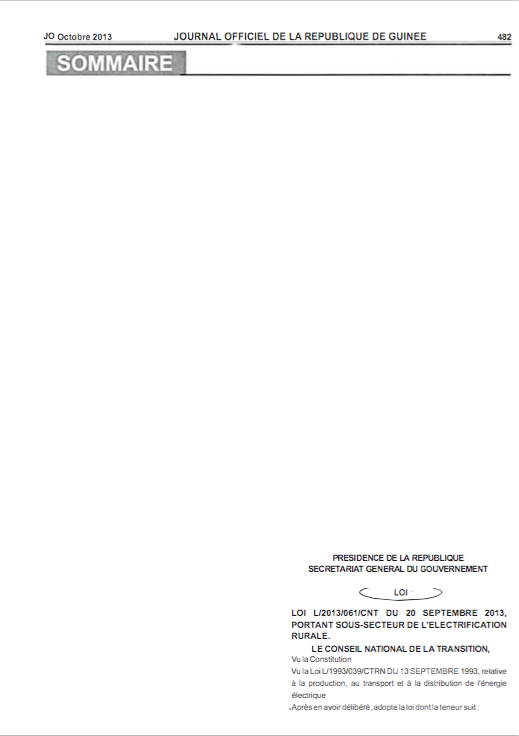 JO Octobre 2013 JOURNAL OFFICIEL DE LA REPUBLIQUE DE GUINEE 482
SOMMAIRE
PRESIDENCE DE LA REPUBLIQUE
SECRETARIAT GENERAL DU GOUVERNEMENT
LOI
LOI L/2013/061/CNT DU 20 SEPTEMBRE 2013,
PORTANT SOUS-SECTEUR DE L'ELECTRIFICATION
RURALE.
LE CONSEIL NATIONAL DE LA TRANSITION,
Vu la Constitution
Vu la Loi L/1993/039/CTRN DU 13 SEPTEMBRE 1993, relative
à la production, au transport et à la distribution de l'énergie
électrique
Après en avoir délibéré, adopte la loi dont la teneur suit :